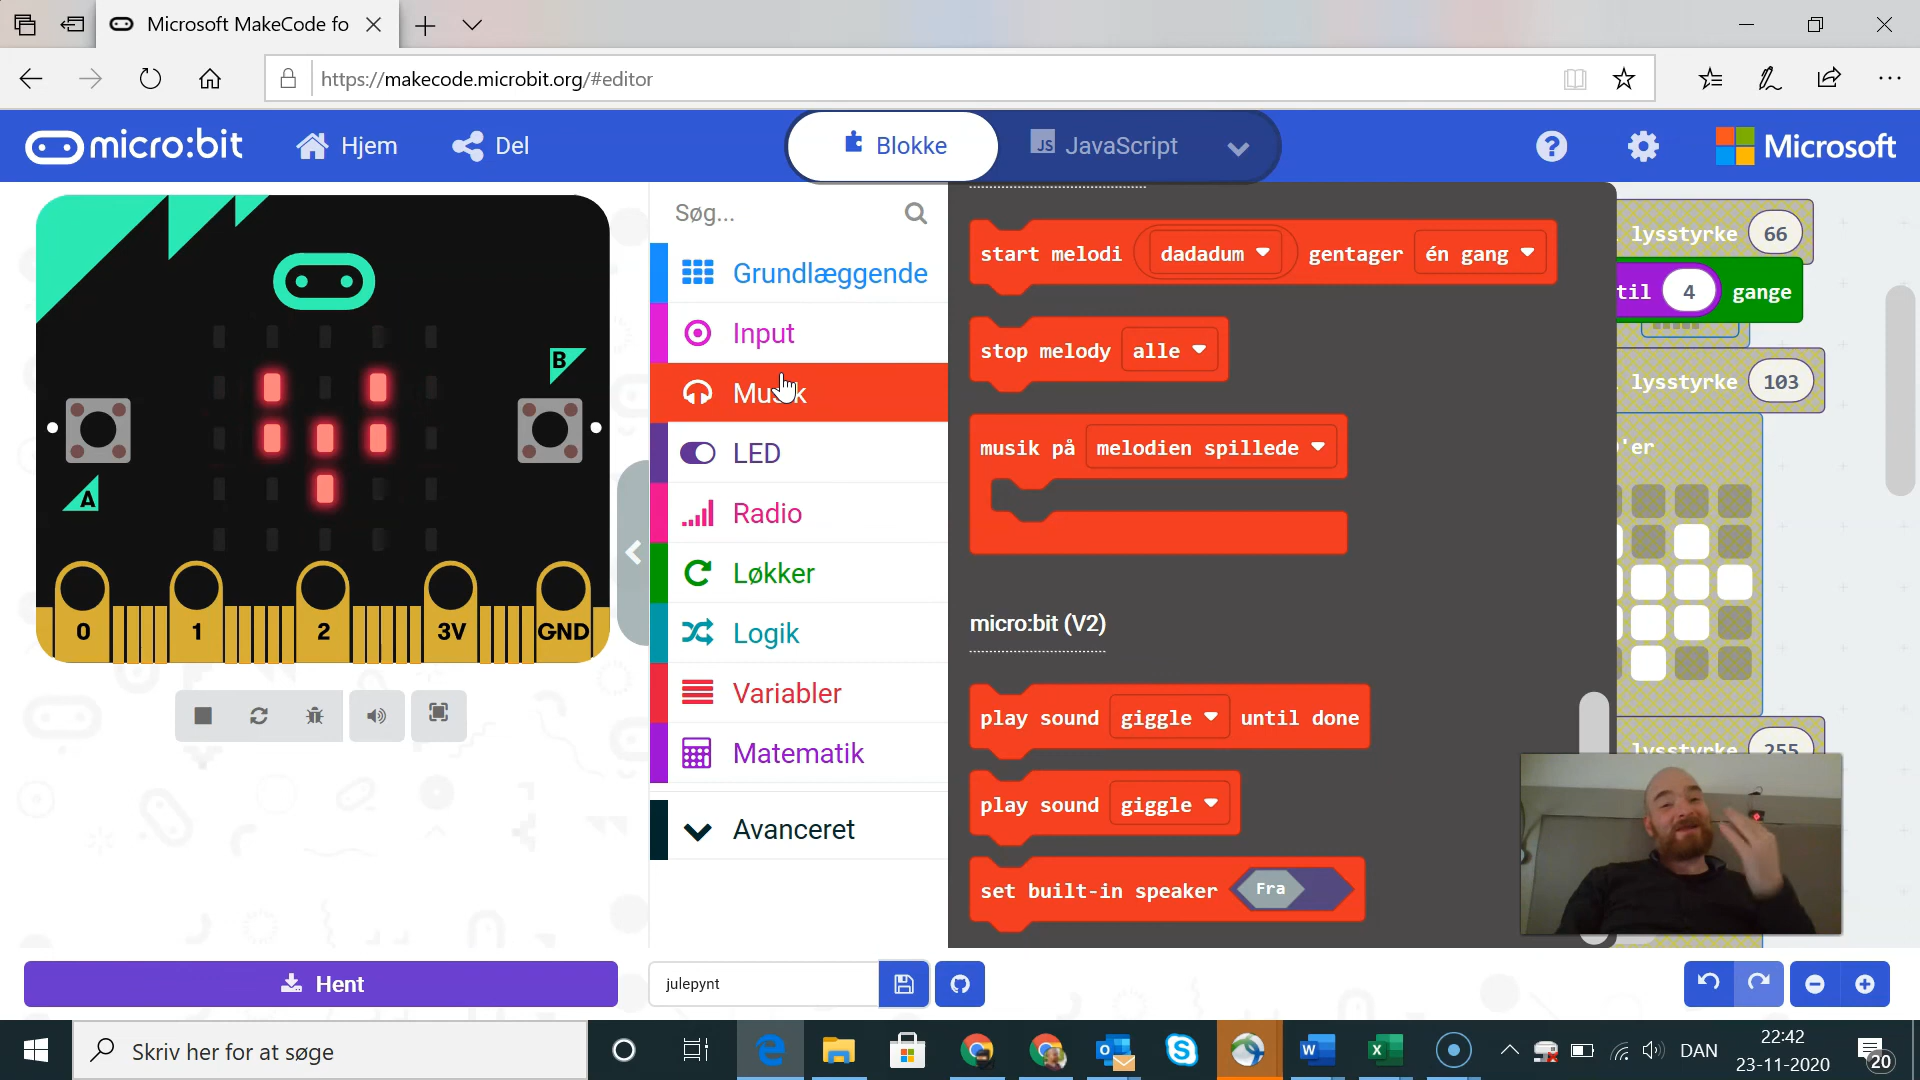 Microsoft MakeCode fo
https://makecode.microbit.org/#editor
micro:bit
Hjem
Del
Blokke
JS JavaScript
Microsoft
Søg...
Grundlæggende
Input
Musik
LED
Radio
Løkker
Logik
Variabler
Matematik
Avanceret
B
A
0
1
2
3V
GND
start melodi dadadum gentager én gang
stop melody alle
musik på melodien spillede
micro:bit (V2)
play sound giggle until done
play sound giggle
set built-in speaker Fra
lysstyrke 66
til 4 gange
lysstyrke 103
'er
lysstyrke 255
Hent
julepynt
Skriv her for at søge
DAN
22:42
23-11-2020
20